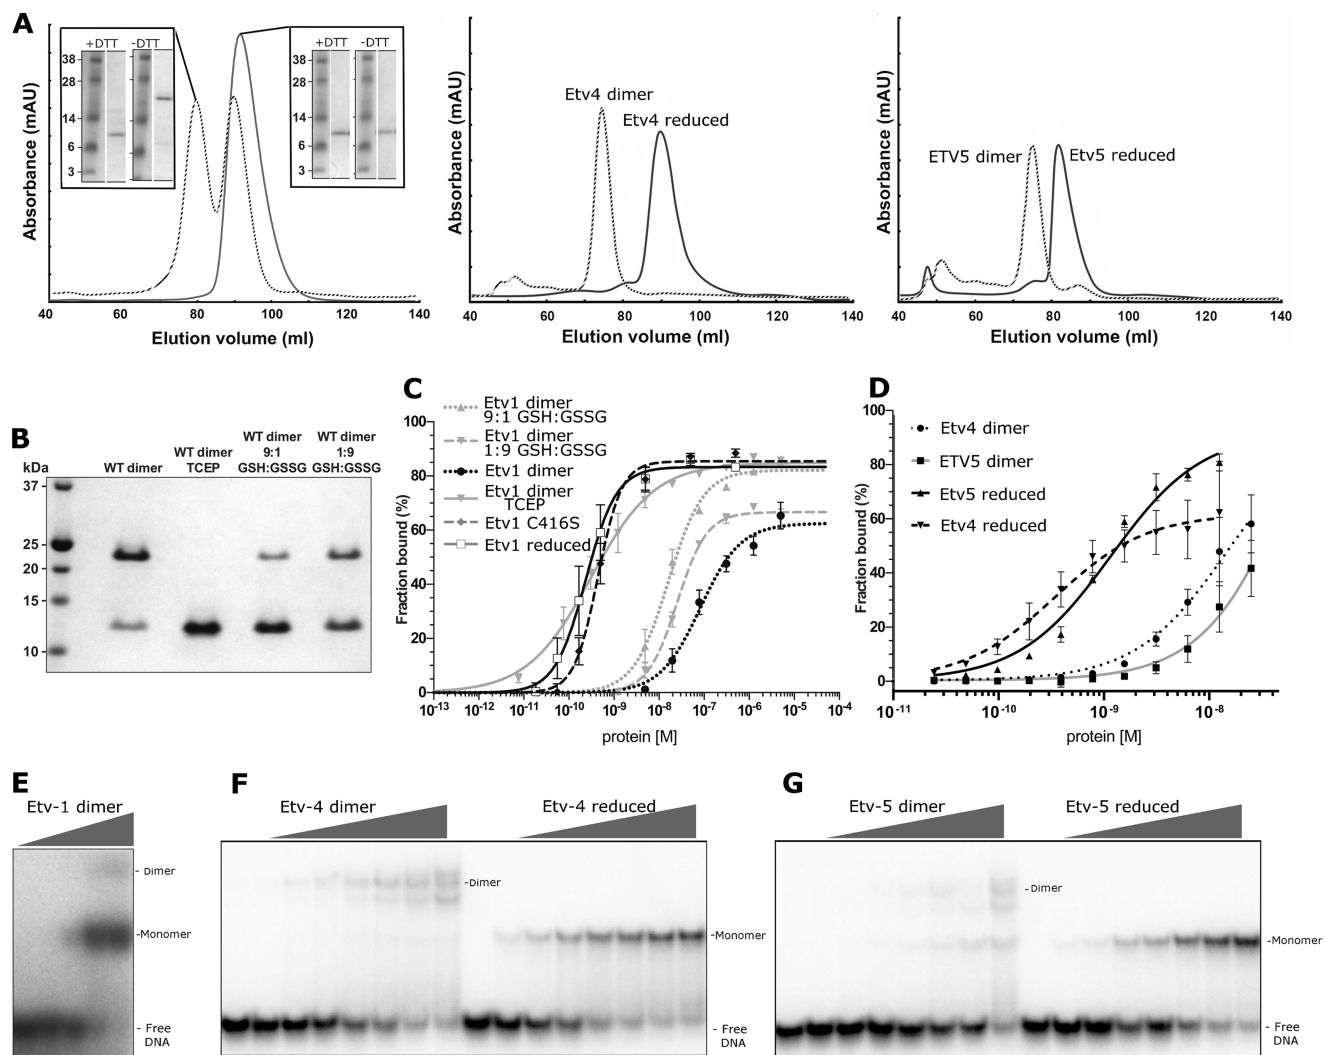 A
+DTT
-DTT
38
28
14
6
3
+DTT
-DTT
38
28
14
6
3
Absorbance (mAU)
40
60
80
100
120
140
Elution volume (ml)
Etv4 dimer
Etv4 reduced
Absorbance (mAU)
40
60
80
100
120
140
Elution volume (ml)
ETV5 dimer
Etv5 reduced
Absorbance (mAU)
40
60
80
100
120
140
Elution volume (ml)
B
kDa
WT dimer
WT dimer
TCEP
WT dimer
9:1
GSH:GSSG
WT dimer
1:9
GSH:GSSG
37
25
20
15
10
C
Etv1 dimer
9:1 GSH:GSSG
Etv1 dimer
1:9 GSH:GSSG
Etv1 dimer
Etv1 dimer
TCEP
Etv1 C416S
Etv1 reduced
Fraction bound (%)
100
80
60
40
20
0
10-13
10-12
10-11
10-10
10-9
10-8
10-7
10-6
10-5
10-4
protein [M]
D
Etv4 dimer
ETV5 dimer
Etv5 reduced
Etv4 reduced
Fraction bound (%)
100
80
60
40
20
0
10-11
10-10
10-9
10-8
protein [M]
E
Etv-1 dimer
- Dimer
-Monomer
- Free
DNA
F
Etv-4 dimer
Etv-4 reduced
-Dimer
-Monomer
- Free
DNA
G
Etv-5 dimer
Etv-5 reduced
- Dimer
-Monomer
- Free
DNA